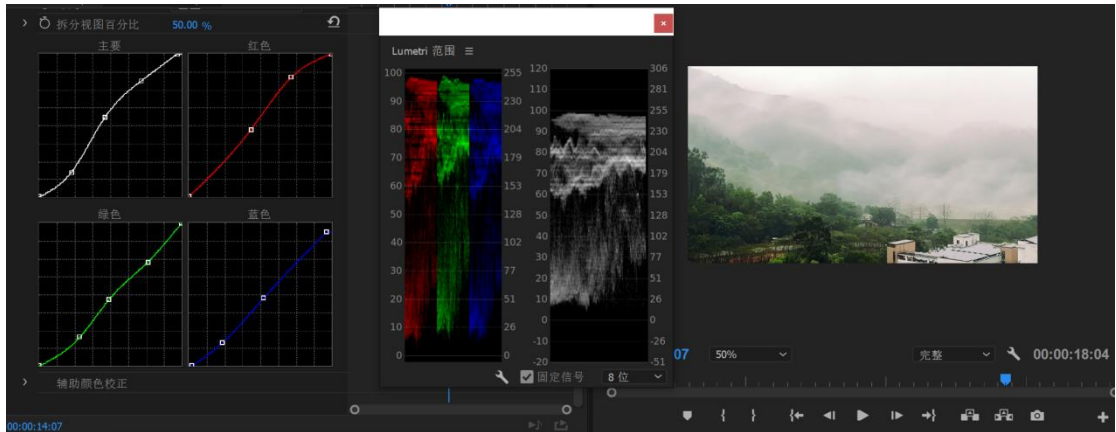 拆分视图百分比 50.00 %
主要 红色
绿色 蓝色
辅助颜色校正
00:00:14:07
Lumetri 范围
100 255 120 306
110 281
90 230 100 255
80 204 90 230
70 179 80 204
60 153 70 179
50 128 60 153
40 102 50 128
30 77 40 102
20 51 30 77
10 26 20 51
0 0 10 26
0 0
-10 -26
-20 -51
固定信号 8 位
07 50% 完整 00:00:18:04